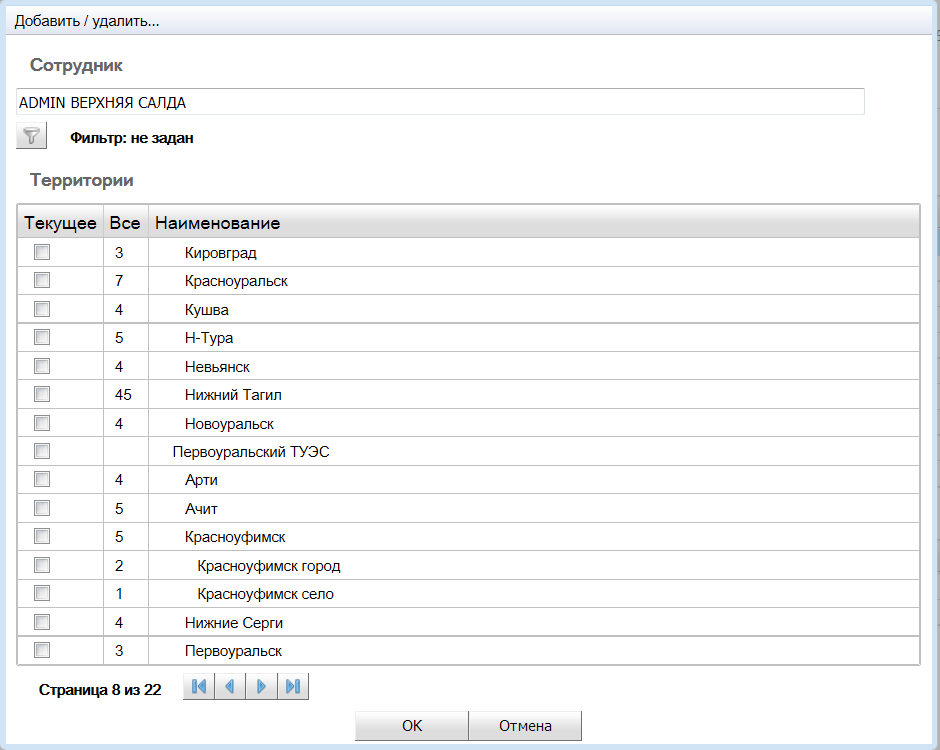 Добавить / удалить...
Сотрудник
ADMIN ВЕРХНЯЯ САЛДА
Фильтр: не задан
Территории
Текущее Все Наименование
3 Кировград
7 Красноуральск
4 Кушва
5 Н-Тура
4 Невьянск
45 Нижний Тагил
4 Новоуральск
Первоуральский ТУЭС
4 Арти
5 Ачит
5 Красноуфимск
2 Красноуфимск город
1 Красноуфимск село
4 Нижние Серги
3 Первоуральск
Страница 8 из 22
ОК Отмена